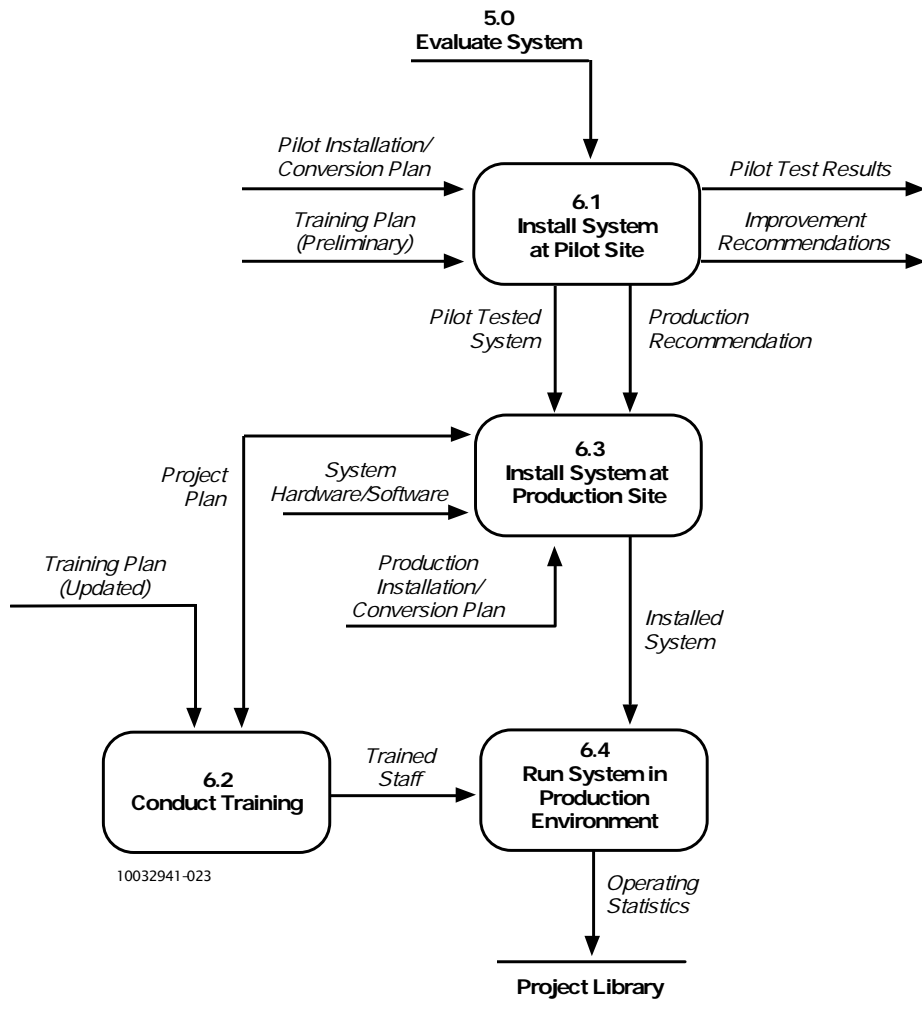 5.0
Evaluate System
Pilot Installation/
Conversion Plan
Training Plan
(Preliminary)
6.1
Install System
at Pilot Site
Pilot Test Results
Improvement
Recommendations
Pilot Tested
System
Production
Recommendation
Project
Plan
System
Hardware/Software
6.3
Install System at
Production Site
Training Plan
(Updated)
Production
Installation/
Conversion Plan
Installed
System
6.2
Conduct Training
Trained
Staff
6.4
Run System in
Production
Environment
10032941-023
Operating
Statistics
Project Library